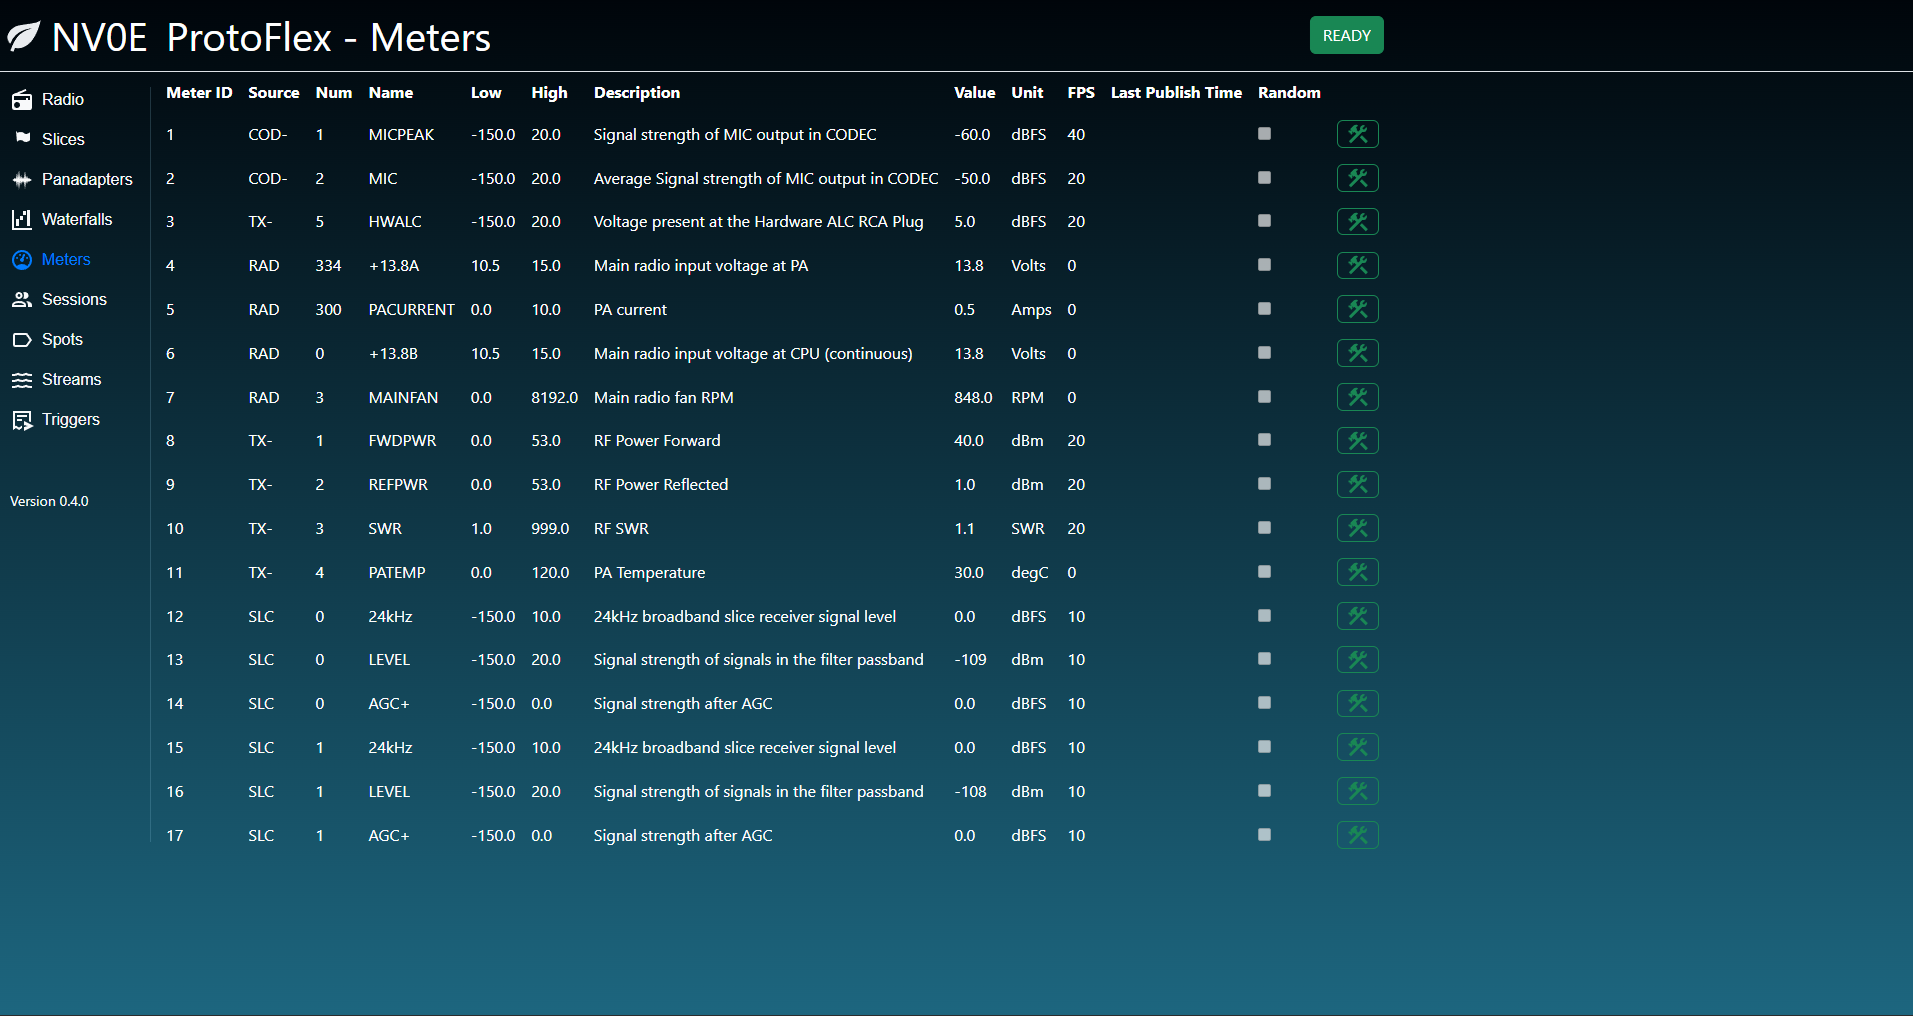 NV0E ProtoFlex - Meters
READY
Radio
Slices
Panadapters
Waterfalls
Meters
Sessions
Spots
Streams
Triggers
Version 0.4.0
Meter ID Source Num Name Low High Description Value Unit FPS Last Publish Time Random
1 COD- 1 MICPEAK -150.0 20.0 Signal strength of MIC output in CODEC -60.0 dBFS 40
2 COD- 2 MIC -150.0 20.0 Average Signal strength of MIC output in CODEC -50.0 dBFS 20
3 TX- 5 HWALC -150.0 20.0 Voltage present at the Hardware ALC RCA Plug 5.0 dBFS 20
4 RAD 334 +13.8A 10.5 15.0 Main radio input voltage at PA 13.8 Volts 0
5 RAD 300 PACURRENT 0.0 10.0 PA current 0.5 Amps 0
6 RAD 0 +13.8B 10.5 15.0 Main radio input voltage at CPU (continuous) 13.8 Volts 0
7 RAD 3 MAINFAN 0.0 8192.0 Main radio fan RPM 848.0 RPM 0
8 TX- 1 FWDPWR 0.0 53.0 RF Power Forward 40.0 dBm 20
9 TX- 2 REFPWR 0.0 53.0 RF Power Reflected 1.0 dBm 20
10 TX- 3 SWR 1.0 999.0 RF SWR 1.1 SWR 20
11 TX- 4 PATEMP 0.0 120.0 PA Temperature 30.0 degC 0
12 SLC 0 24kHz -150.0 10.0 24kHz broadband slice receiver signal level 0.0 dBFS 10
13 SLC 0 LEVEL -150.0 20.0 Signal strength of signals in the filter passband -109 dBm 10
14 SLC 0 AGC+ -150.0 0.0 Signal strength after AGC 0.0 dBFS 10
15 SLC 1 24kHz -150.0 10.0 24kHz broadband slice receiver signal level 0.0 dBFS 10
16 SLC 1 LEVEL -150.0 20.0 Signal strength of signals in the filter passband -108 dBm 10
17 SLC 1 AGC+ -150.0 0.0 Signal strength after AGC 0.0 dBFS 10